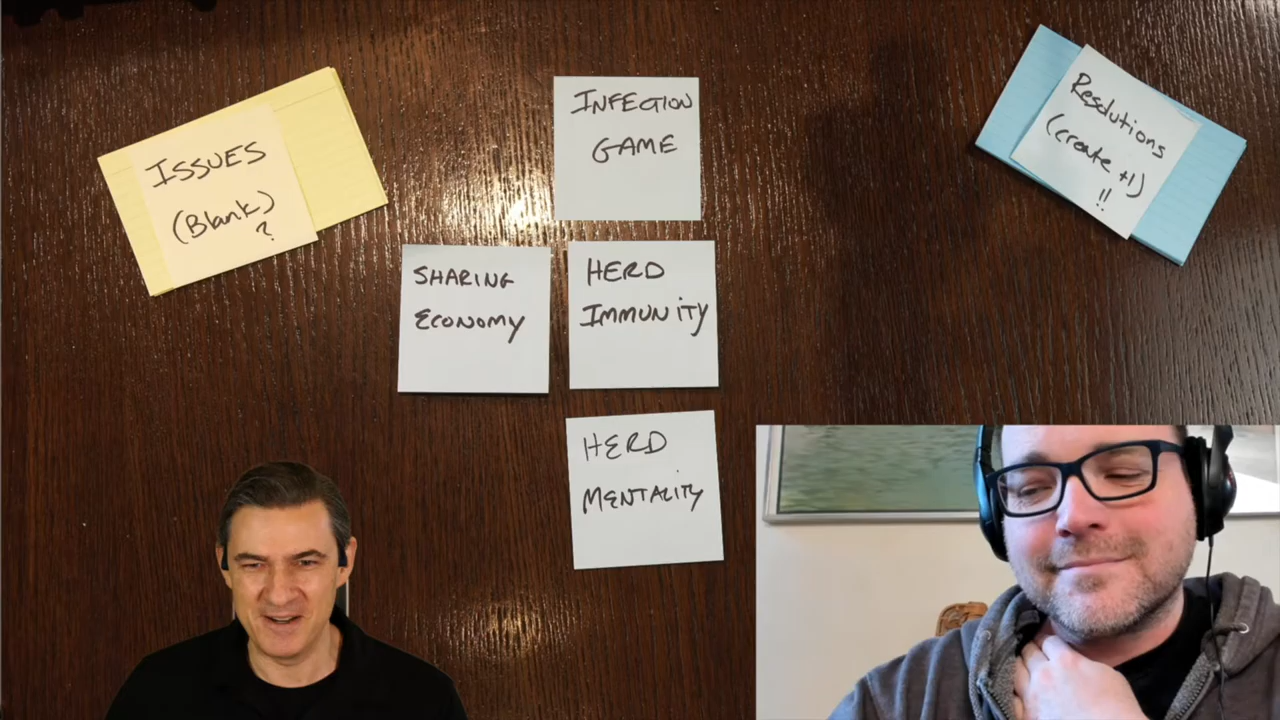 ISSUES
(Blank)
?
INFECTION
GAME
Resolutions
(create +1)
!!
SHARING
ECONOMY
HERD
IMMUNITY
HERD
MENTALITY